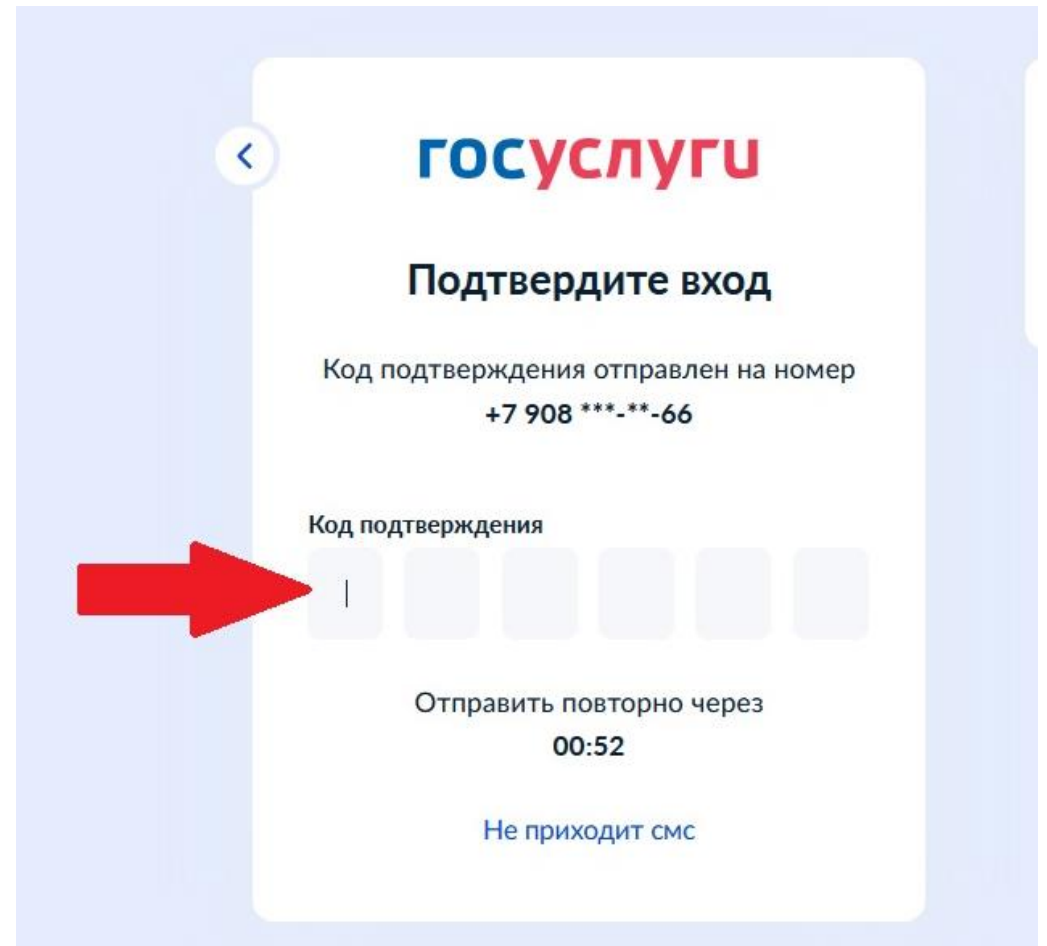 госуслуги
Подтвердите вход
Код подтверждения отправлен на номер
+7 908 ***-**-66
Код подтверждения
Отправить повторно через
00:52
Не приходит смс